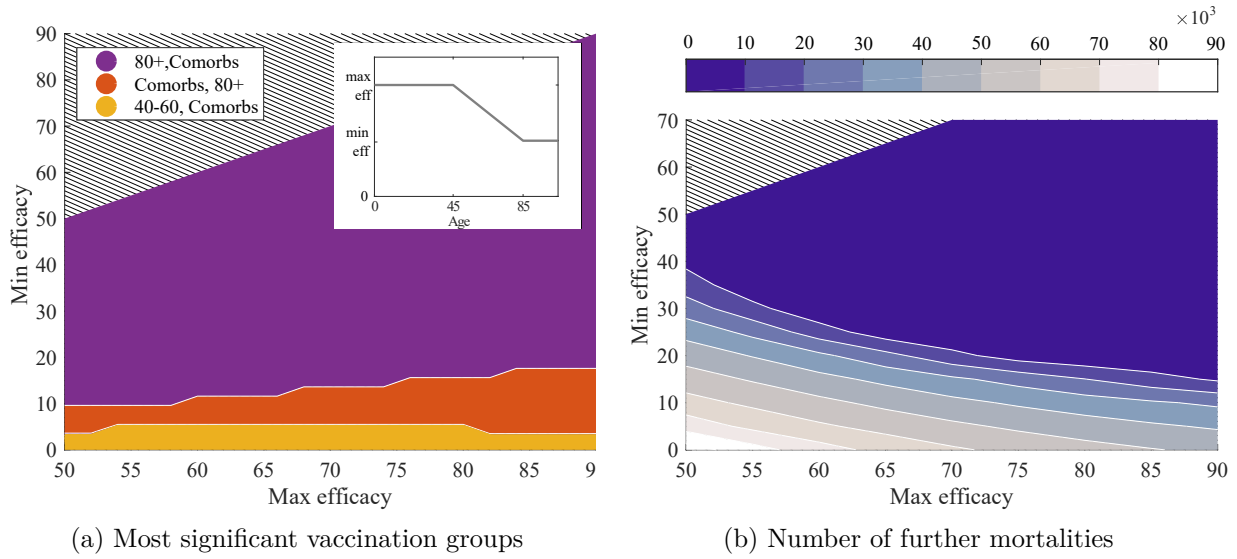 90
80
70
60
50
40
30
20
10
0
Min efficacy
80+,Comorbs
Comorbs, 80+
40-60, Comorbs
max
eff
min
eff
0
0 45 85
Age
50 55 60 65 70 75 80 85 9
Max efficacy
(a) Most significant vaccination groups
×10³
0 10 20 30 40 50 60 70 80 90
70
60
50
40
30
20
10
0
Min efficacy
50 55 60 65 70 75 80 85 90
Max efficacy
(b) Number of further mortalities